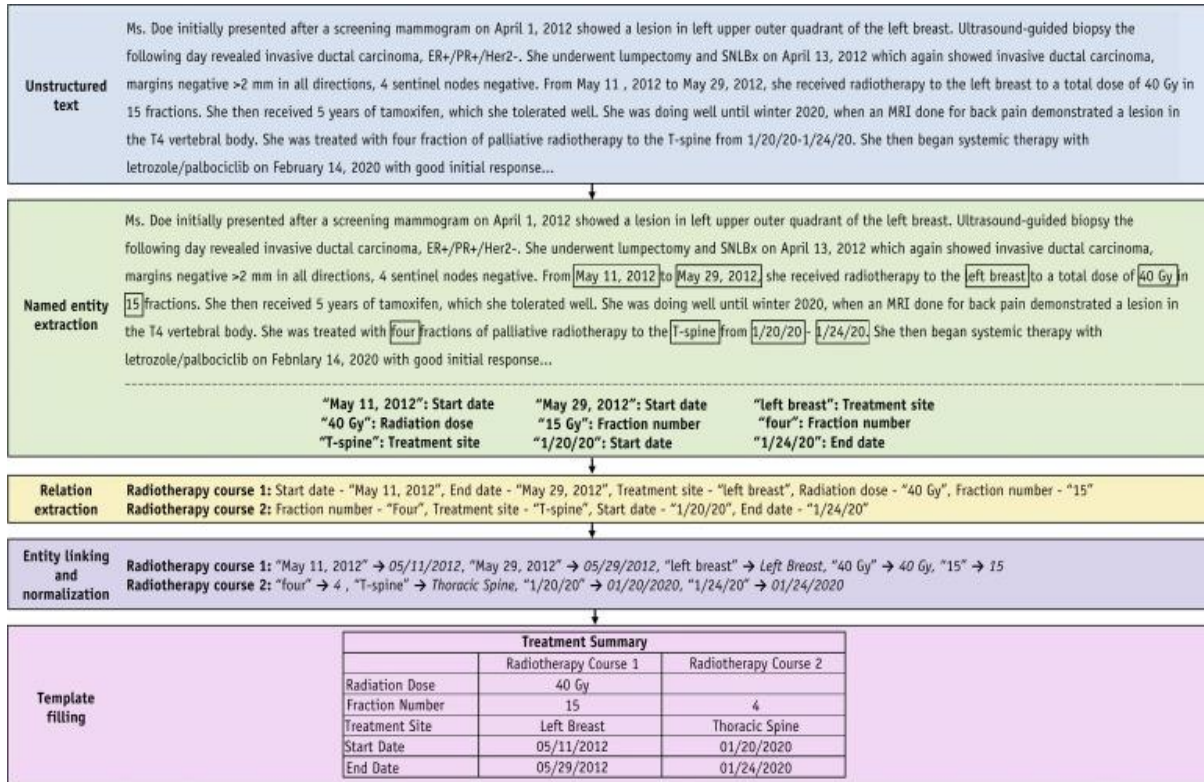 Unstructured
text
Ms. Doe initially presented after a screening mammogram on April 1, 2012 showed a lesion in left upper outer quadrant of the left breast. Ultrasound-guided biopsy the
following day revealed invasive ductal carcinoma, ER+/PR+/Her2-. She underwent lumpectomy and SNLBx on April 13, 2012 which again showed invasive ductal carcinoma,
margins negative >2 mm in all directions, 4 sentinel nodes negative. From May 11 , 2012 to May 29, 2012, she received radiotherapy to the left breast to a total dose of 40 Gy in
15 fractions. She then received 5 years of tamoxifen, which she tolerated well. She was doing well until winter 2020, when an MRI done for back pain demonstrated a lesion in
the T4 vertebral body. She was treated with four fraction of palliative radiotherapy to the T-spine from 1/20/20-1/24/20. She then began systemic therapy with
letrozole/palbociclib on February 14, 2020 with good initial response...
Named entity
extraction
Ms. Doe initially presented after a screening mammogram on April 1, 2012 showed a lesion in left upper outer quadrant of the left breast. Ultrasound-guided biopsy the
following day revealed invasive ductal carcinoma, ER+/PR+/Her2-. She underwent lumpectomy and SNLBx on April 13, 2012 which again showed invasive ductal carcinoma,
margins negative >2 mm in all directions, 4 sentinel nodes negative. From May 11, 2012 to May 29, 2012, she received radiotherapy to the left breast to a total dose of 40 Gy in
15 fractions. She then received 5 years of tamoxifen, which she tolerated well. She was doing well until winter 2020, when an MRI done for back pain demonstrated a lesion in
the T4 vertebral body. She was treated with four fractions of palliative radiotherapy to the T-spine from 1/20/20 - 1/24/20. She then began systemic therapy with
letrozole/palbociclib on Febnlary 14, 2020 with good initial response...
“May 11, 2012”: Start date “May 29, 2012”: Start date “left breast”: Treatment site
“40 Gy”: Radiation dose “15 Gy”: Fraction number “four”: Fraction number
“T-spine”: Treatment site “1/20/20”: Start date “1/24/20”: End date
Relation
extraction
Radiotherapy course 1: Start date - “May 11, 2012”, End date - “May 29, 2012”, Treatment site - “left breast”, Radiation dose - “40 Gy”, Fraction number - “15”
Radiotherapy course 2: Fraction number - “Four”, Treatment site - “T-spine”, Start date - “1/20/20”, End date - “1/24/20”
Entity linking
and
normalization
Radiotherapy course 1: “May 11, 2012” → 05/11/2012, “May 29, 2012” → 05/29/2012, “left breast” → Left Breast, “40 Gy” → 40 Gy, “15” → 15
Radiotherapy course 2: “four” → 4 , “T-spine” → Thoracic Spine, “1/20/20” → 01/20/2020, “1/24/20” → 01/24/2020
Template
filling
Treatment Summary
Radiotherapy Course 1 Radiotherapy Course 2
Radiation Dose 40 Gy
Fraction Number 15 4
Treatment Site Left Breast Thoracic Spine
Start Date 05/11/2012 01/20/2020
End Date 05/29/2012 01/24/2020